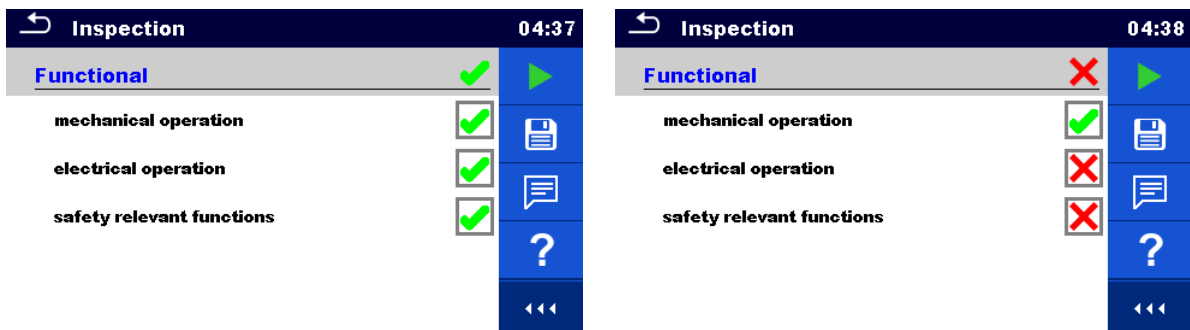 Inspection 04:37
Functional
mechanical operation
electrical operation
safety relevant functions
?
Inspection 04:38
Functional
mechanical operation
electrical operation
safety relevant functions
?